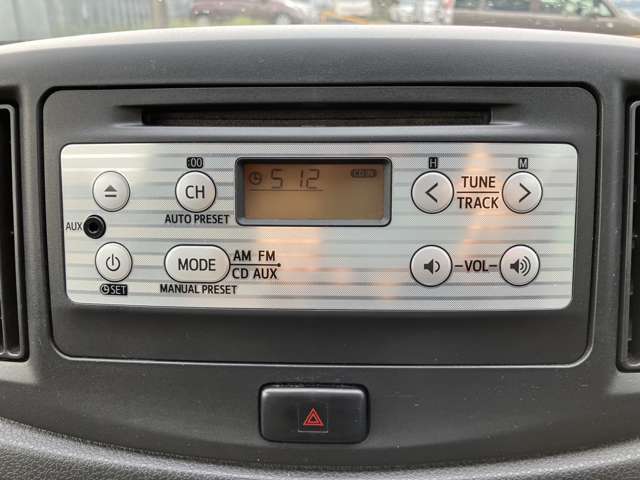 :00
H
M
5 12
CD IN
CH
AUTO PRESET
TUNE
TRACK
AUX
MODE
AM FM
CD AUX
VOL
SET
MANUAL PRESET